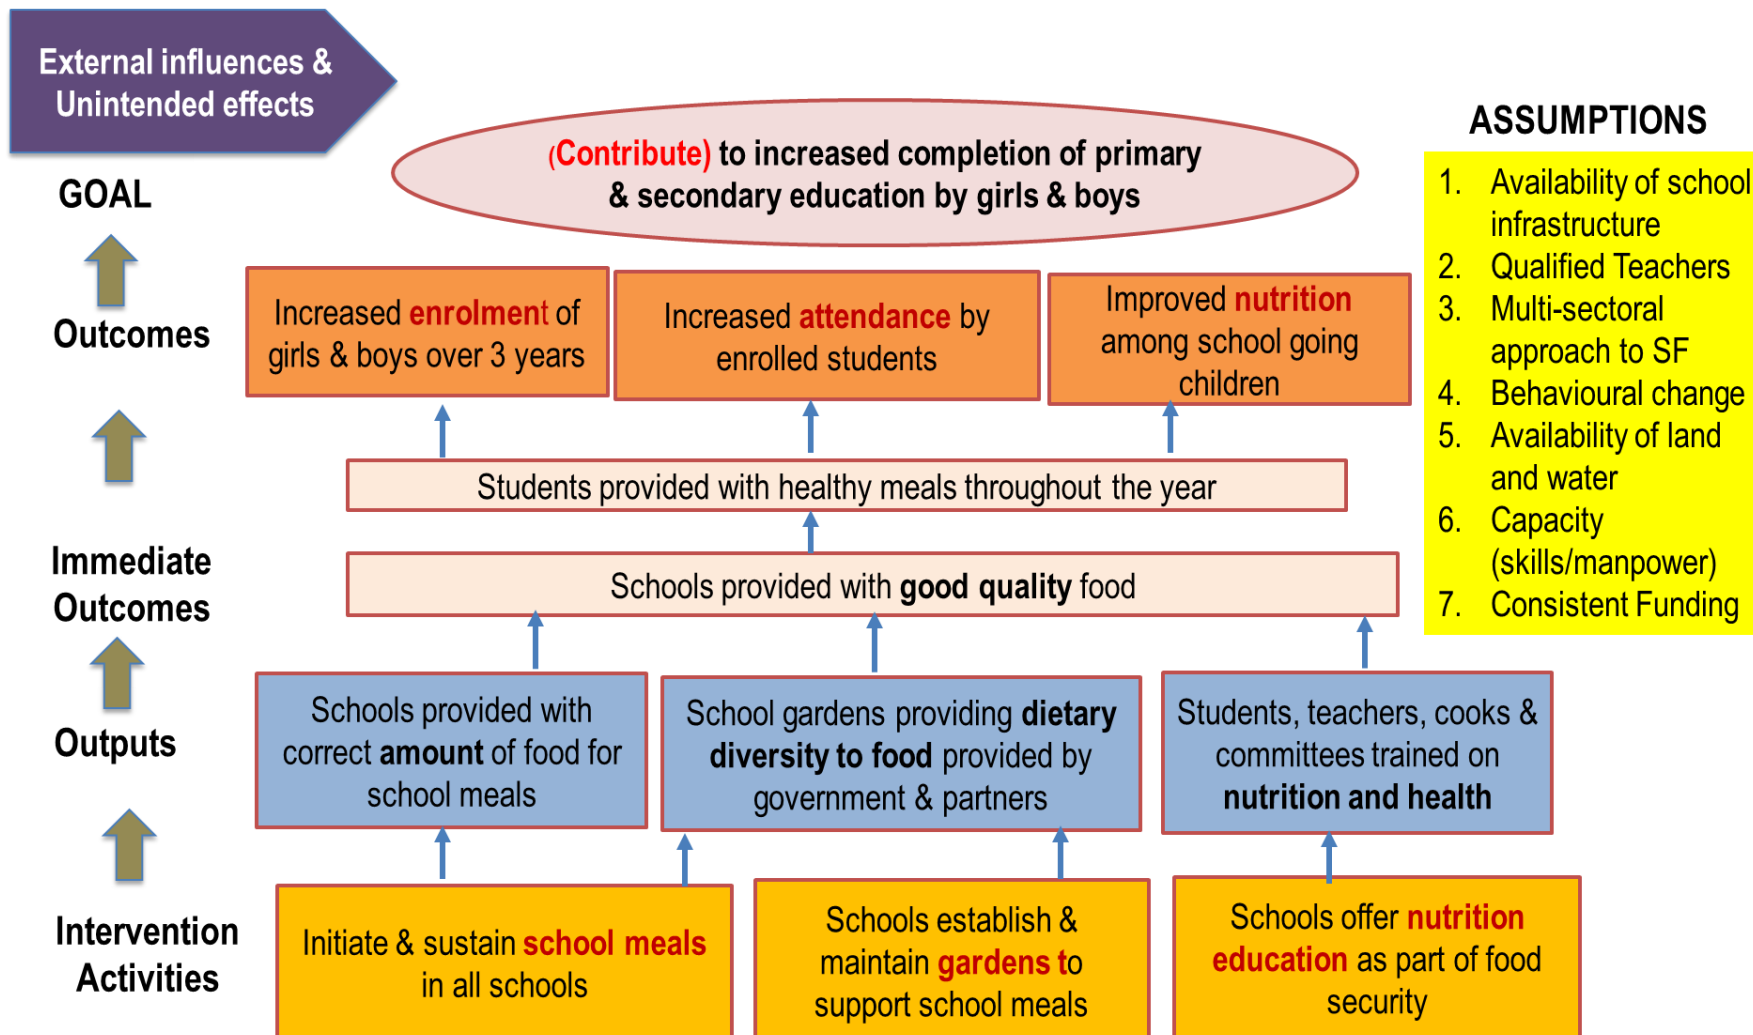 External influences &
Unintended effects
(Contribute) to increased completion of primary
& secondary education by girls & boys
ASSUMPTIONS
1. Availability of school
infrastructure
2. Qualified Teachers
3. Multi-sectoral
approach to SF
4. Behavioural change
5. Availability of land
and water
6. Capacity
(skills/manpower)
7. Consistent Funding
GOAL
Outcomes
Increased enrolment of
girls & boys over 3 years
Increased attendance by
enrolled students
Improved nutrition
among school going
children
Students provided with healthy meals throughout the year
Immediate
Outcomes
Schools provided with good quality food
Outputs
Schools provided with
correct amount of food for
school meals
School gardens providing dietary
diversity to food provided by
government & partners
Students, teachers, cooks &
committees trained on
nutrition and health
Intervention
Activities
Initiate & sustain school meals
in all schools
Schools establish &
maintain gardens to
support school meals
Schools offer nutrition
education as part of food
security